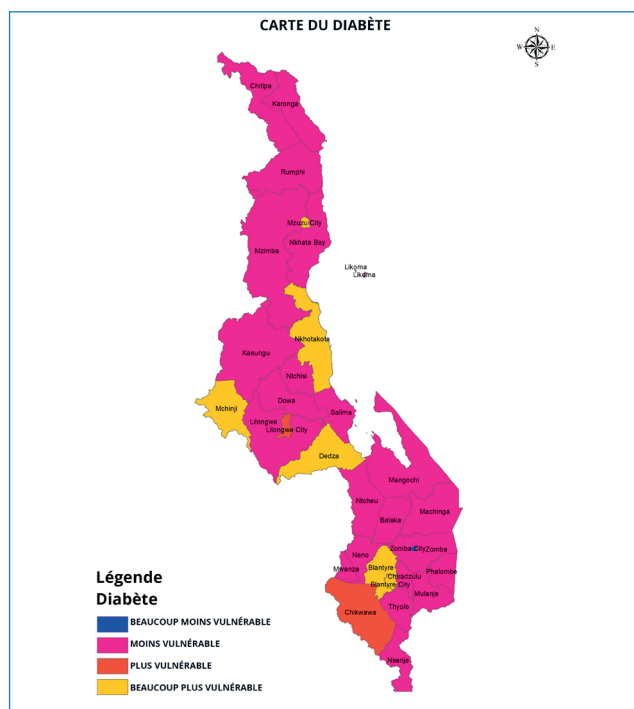 CARTE DU DIABÈTE
N
W
E
S
Chitipa
Karonga
Rumphi
Mzuzu City
Nkhata Bay
Mzimba
Likoma
Likoma
Nkhotakota
Kasungu
Ntchisi
Dowa
Mchinji
Salima
Lilongwe
Lilongwe City
Dedza
Mangochi
Ntcheu
Machinga
Balaka
Zomba City
Zomba
Neno
Blantyre
Mwanza
Chiradzulu
Phalombe
Blantyre City
Mulanje
Thyolo
Chikwawa
Nsanje
Légende
Diabète
BEAUCOUP MOINS VULNÉRABLE
MOINS VULNÉRABLE
PLUS VULNÉRABLE
BEAUCOUP PLUS VULNÉRABLE